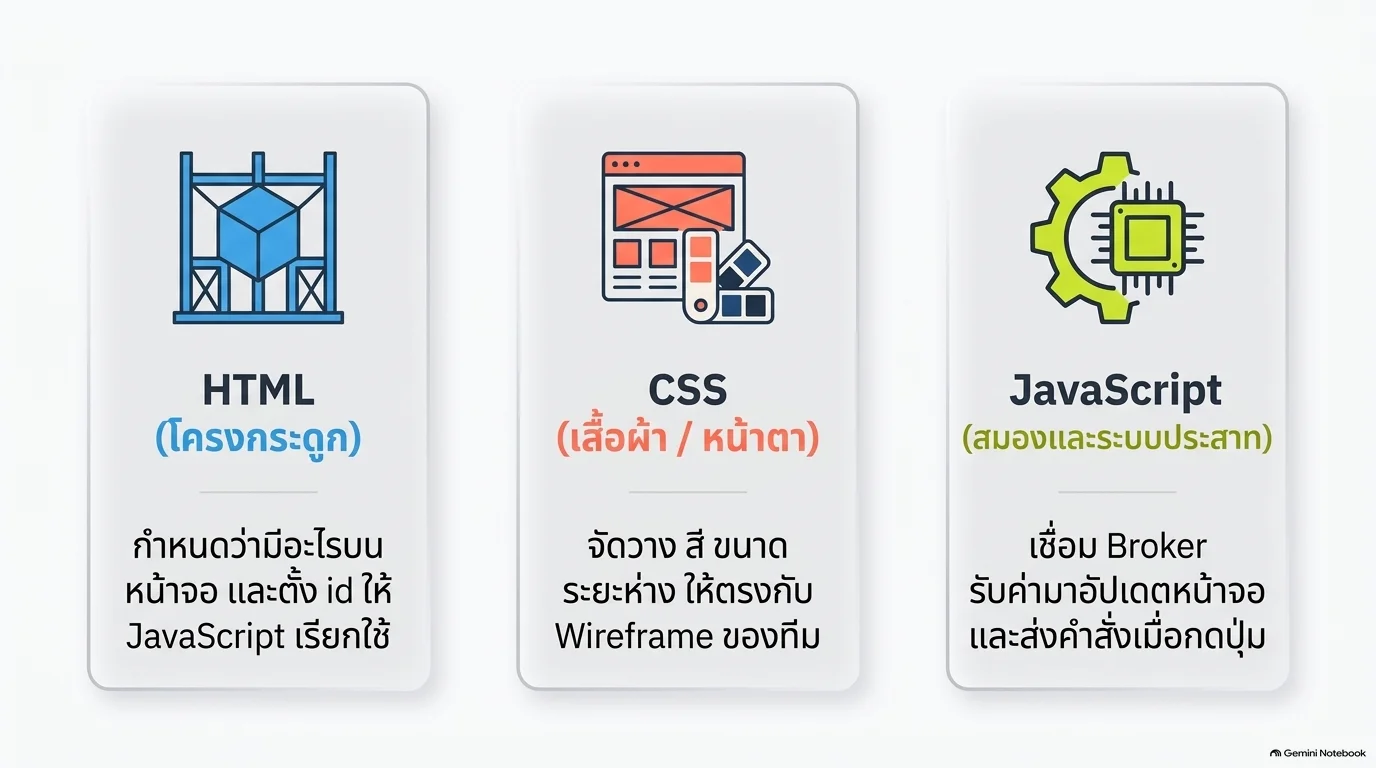 HTML
(โครงกระดูก)
กำหนดว่ามีอะไรบน
หน้าจอ และตั้ง id ให้
JavaScript เรียกใช้
CSS
(เสื้อผ้า / หน้าตา)
จัดวาง สี ขนาด
ระยะห่าง ให้ตรงกับ
Wireframe ของทีม
JavaScript
(สมองและระบบประสาท)
เชื่อม Broker
รับค่ามาอัปเดตหน้าจอ
และส่งคำสั่งเมื่อกดปุ่ม
Gemini Notebook